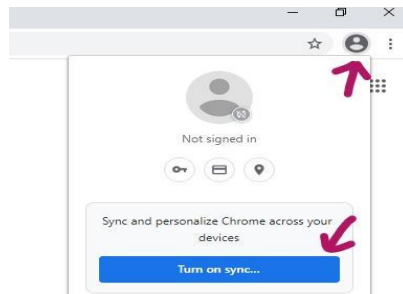 Not signed in
Sync and personalize Chrome across your
devices
Turn on sync...